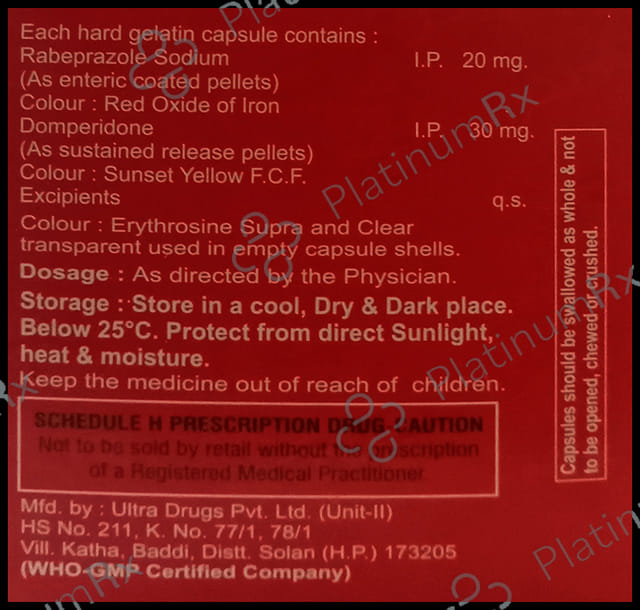 Each hard gelatin capsule contains :
Rabeprazole Sodium I.P. 20 mg.
(As enteric coated pellets)
Colour : Red Oxide of Iron
Domperidone I.P. 30 mg.
(As sustained release pellets)
Colour : Sunset Yellow F.C.F.
Excipients q.s.
Colour : Erythrosine Supra and Clear
transparent used in empty capsule shells.
Dosage : As directed by the Physician.
Storage : Store in a cool, Dry & Dark place.
Below 25°C. Protect from direct Sunlight,
heat & moisture.
Keep the medicine out of reach of children.
SCHEDULE H PRESCRIPTION DRUG-CAUTION
Not to be sold by retail without the prescription
of a Registered Medical Practitioner
Mfd. by : Ultra Drugs Pvt. Ltd. (Unit-II)
HS No. 211, K. No. 77/1, 78/1
Vill. Katha, Baddi, Distt. Solan (H.P.) 173205
(WHO-GMP Certified Company)
Capsules should be swallowed as whole & not
to be opened, chewed or crushed.
PlatinumRx
PlatinumRx
PlatinumRx
Platinu
Rx
inumRx